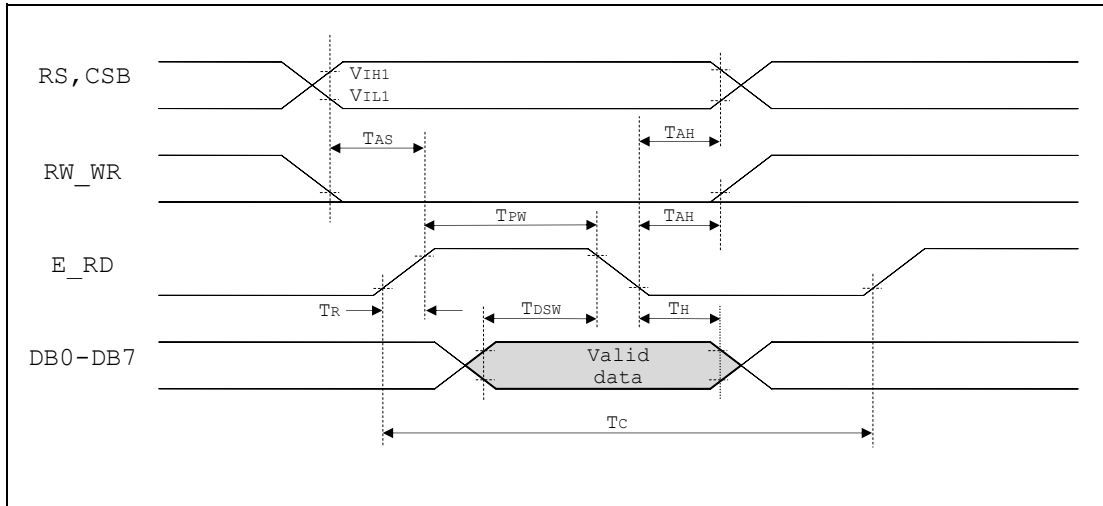 RS,CSB
VIH1
VIL1
TAS
TAH
RW_WR
TPW
TAH
E_RD
TR
TDSW
TH
DB0-DB7
Valid
data
TC